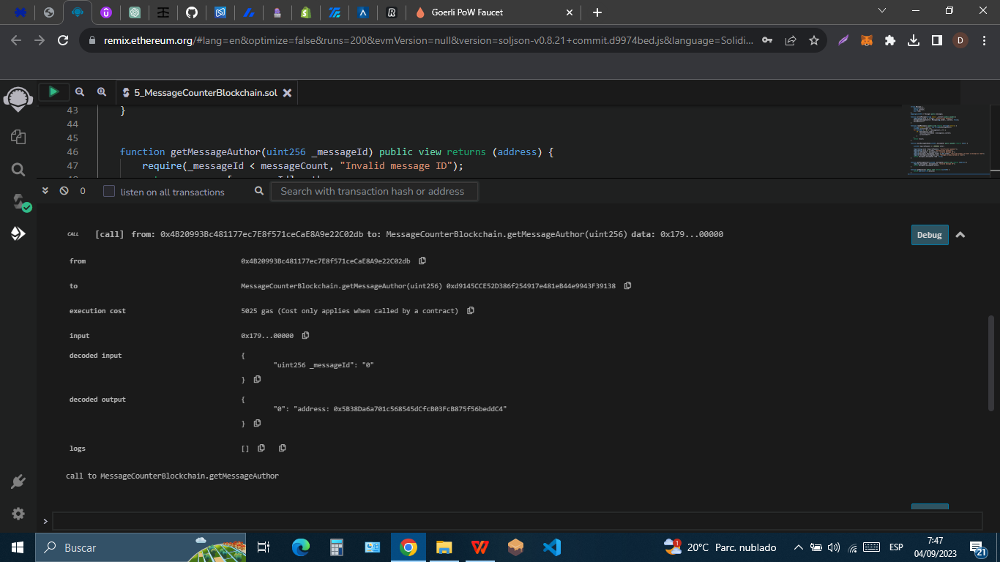 Goerli PoW Faucet
remix.ethereum.org/#lang=en&optimize=false&runs=200&evmVersion=null&version=soljson-v0.8.21+commit.d9974bed.js&language=Solidi...
D
5_MessageCounterBlockchain.sol
43 }
44
45
46 function getMessageAuthor(uint256 _messageId) public view returns (address) {
47 require(_messageId < messageCount, "Invalid message ID");
0 listen on all transactions Search with transaction hash or address
CALL [call] from: 0x4B20993Bc481177ec7E8f571ceCaE8A9e22C02db to: MessageCounterBlockchain.getMessageAuthor(uint256) data: 0x179...00000 Debug
from 0x4B20993Bc481177ec7E8f571ceCaE8A9e22C02db
to MessageCounterBlockchain.getMessageAuthor(uint256) 0xd9145CCE52D386f254917e481eB44e9943F39138
execution cost 5025 gas (Cost only applies when called by a contract)
input 0x179...00000
decoded input {
"uint256 _messageId": "0"
}
decoded output {
"0": "address: 0x5B38Da6a701c568545dCfcB03FcB875f56beddC4"
}
logs []
call to MessageCounterBlockchain.getMessageAuthor
>
Buscar
1
20°C Parc. nublado
ESP
7:47
04/09/2023
21